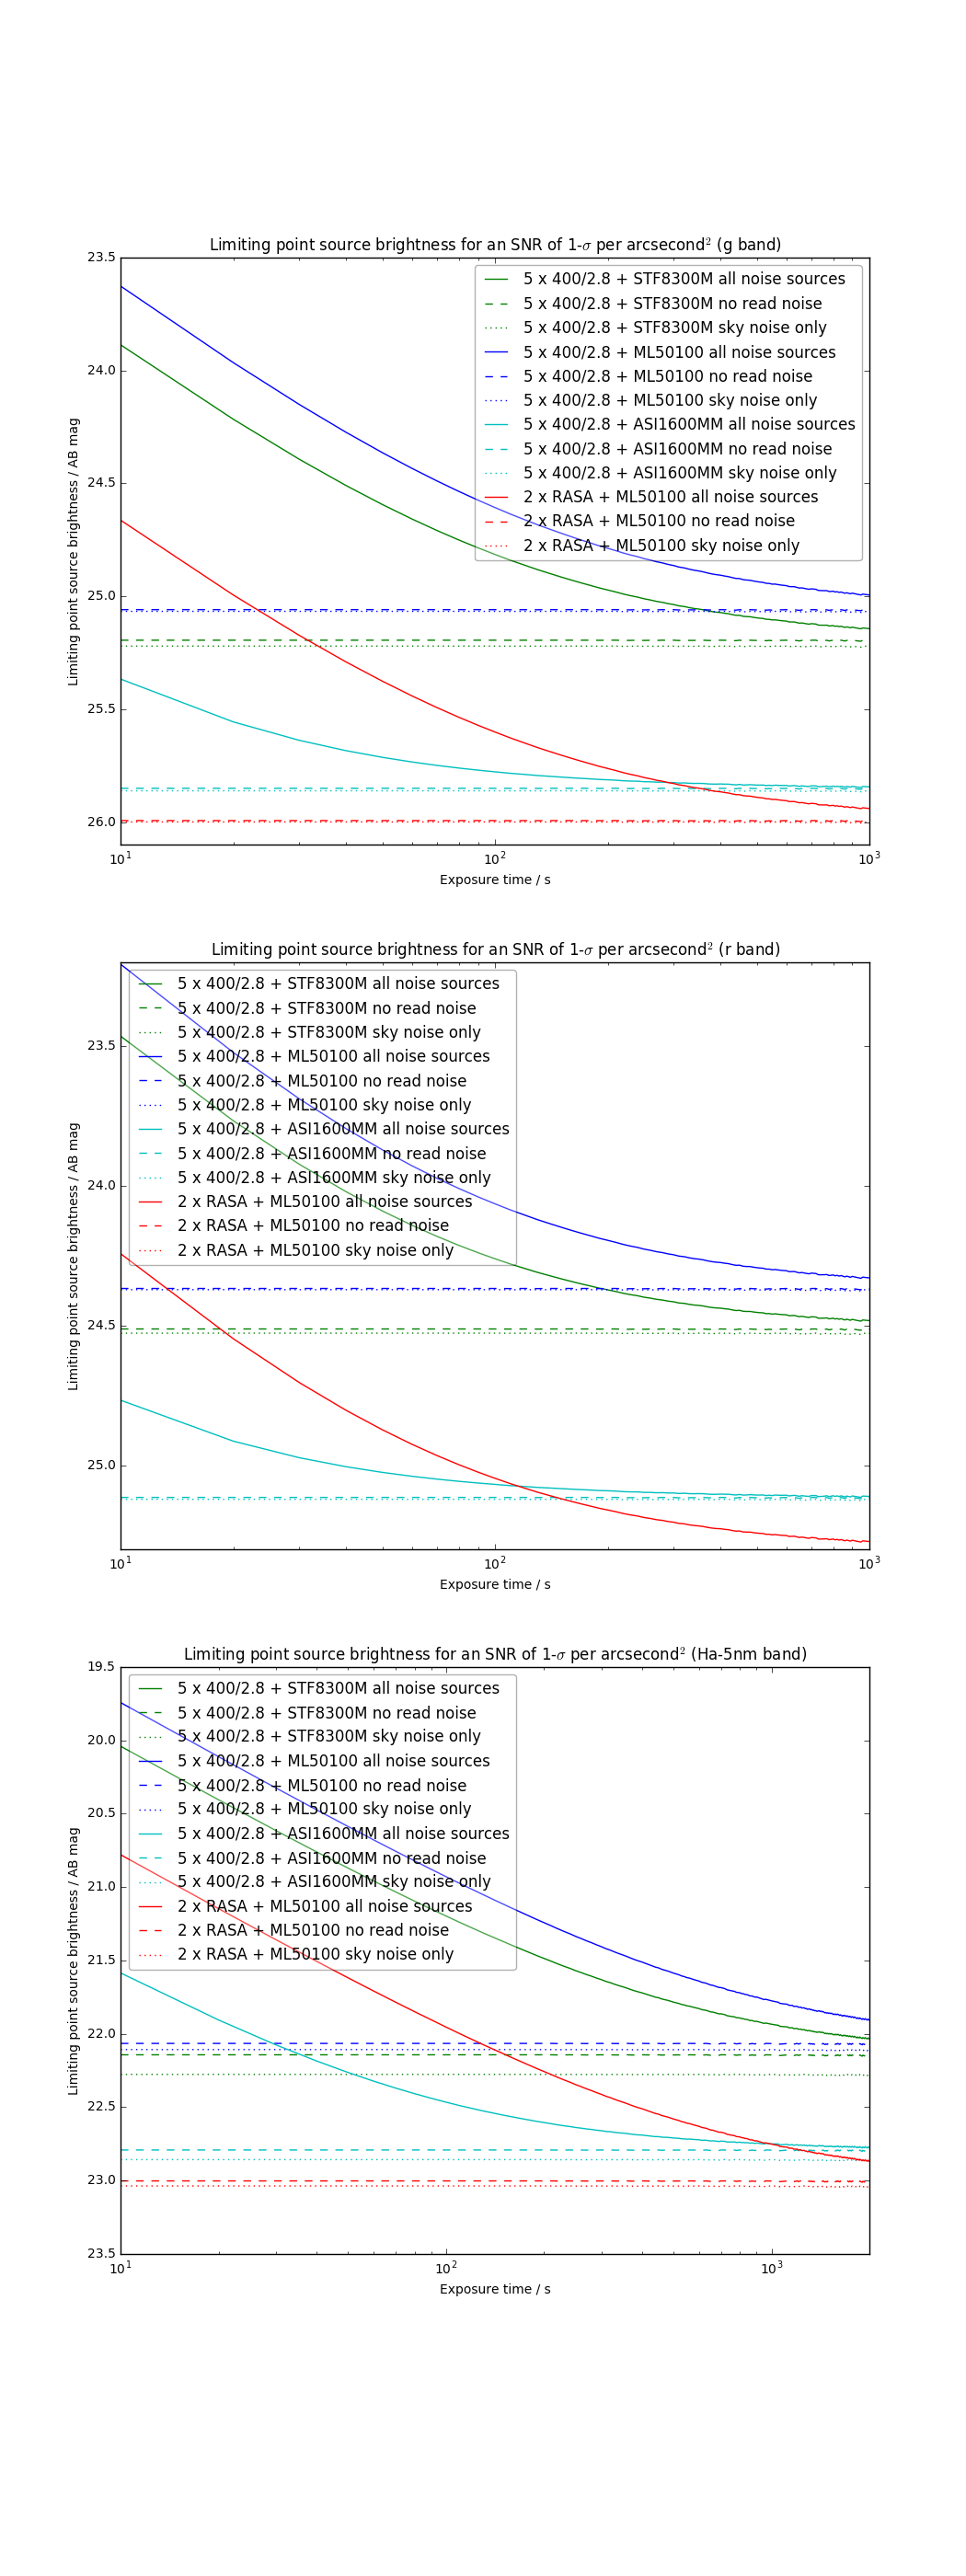 Limiting point source brightness for an SNR of 1-σ per arcsecond² (g band)
23.5
24.0
24.5
25.0
25.5
26.0
Limiting point source brightness / AB mag
5 x 400/2.8 + STF8300M all noise sources
5 x 400/2.8 + STF8300M no read noise
5 x 400/2.8 + STF8300M sky noise only
5 x 400/2.8 + ML50100 all noise sources
5 x 400/2.8 + ML50100 no read noise
5 x 400/2.8 + ML50100 sky noise only
5 x 400/2.8 + ASI1600MM all noise sources
5 x 400/2.8 + ASI1600MM no read noise
5 x 400/2.8 + ASI1600MM sky noise only
2 x RASA + ML50100 all noise sources
2 x RASA + ML50100 no read noise
2 x RASA + ML50100 sky noise only
10¹ 10² 10³
Exposure time / s
Limiting point source brightness for an SNR of 1-σ per arcsecond² (r band)
23.5
24.0
24.5
25.0
Limiting point source brightness / AB mag
5 x 400/2.8 + STF8300M all noise sources
5 x 400/2.8 + STF8300M no read noise
5 x 400/2.8 + STF8300M sky noise only
5 x 400/2.8 + ML50100 all noise sources
5 x 400/2.8 + ML50100 no read noise
5 x 400/2.8 + ML50100 sky noise only
5 x 400/2.8 + ASI1600MM all noise sources
5 x 400/2.8 + ASI1600MM no read noise
5 x 400/2.8 + ASI1600MM sky noise only
2 x RASA + ML50100 all noise sources
2 x RASA + ML50100 no read noise
2 x RASA + ML50100 sky noise only
10¹ 10² 10³
Exposure time / s
Limiting point source brightness for an SNR of 1-σ per arcsecond² (Ha-5nm band)
19.5
20.0
20.5
21.0
21.5
22.0
22.5
23.0
23.5
Limiting point source brightness / AB mag
5 x 400/2.8 + STF8300M all noise sources
5 x 400/2.8 + STF8300M no read noise
5 x 400/2.8 + STF8300M sky noise only
5 x 400/2.8 + ML50100 all noise sources
5 x 400/2.8 + ML50100 no read noise
5 x 400/2.8 + ML50100 sky noise only
5 x 400/2.8 + ASI1600MM all noise sources
5 x 400/2.8 + ASI1600MM no read noise
5 x 400/2.8 + ASI1600MM sky noise only
2 x RASA + ML50100 all noise sources
2 x RASA + ML50100 no read noise
2 x RASA + ML50100 sky noise only
10¹ 10² 10³
Exposure time / s